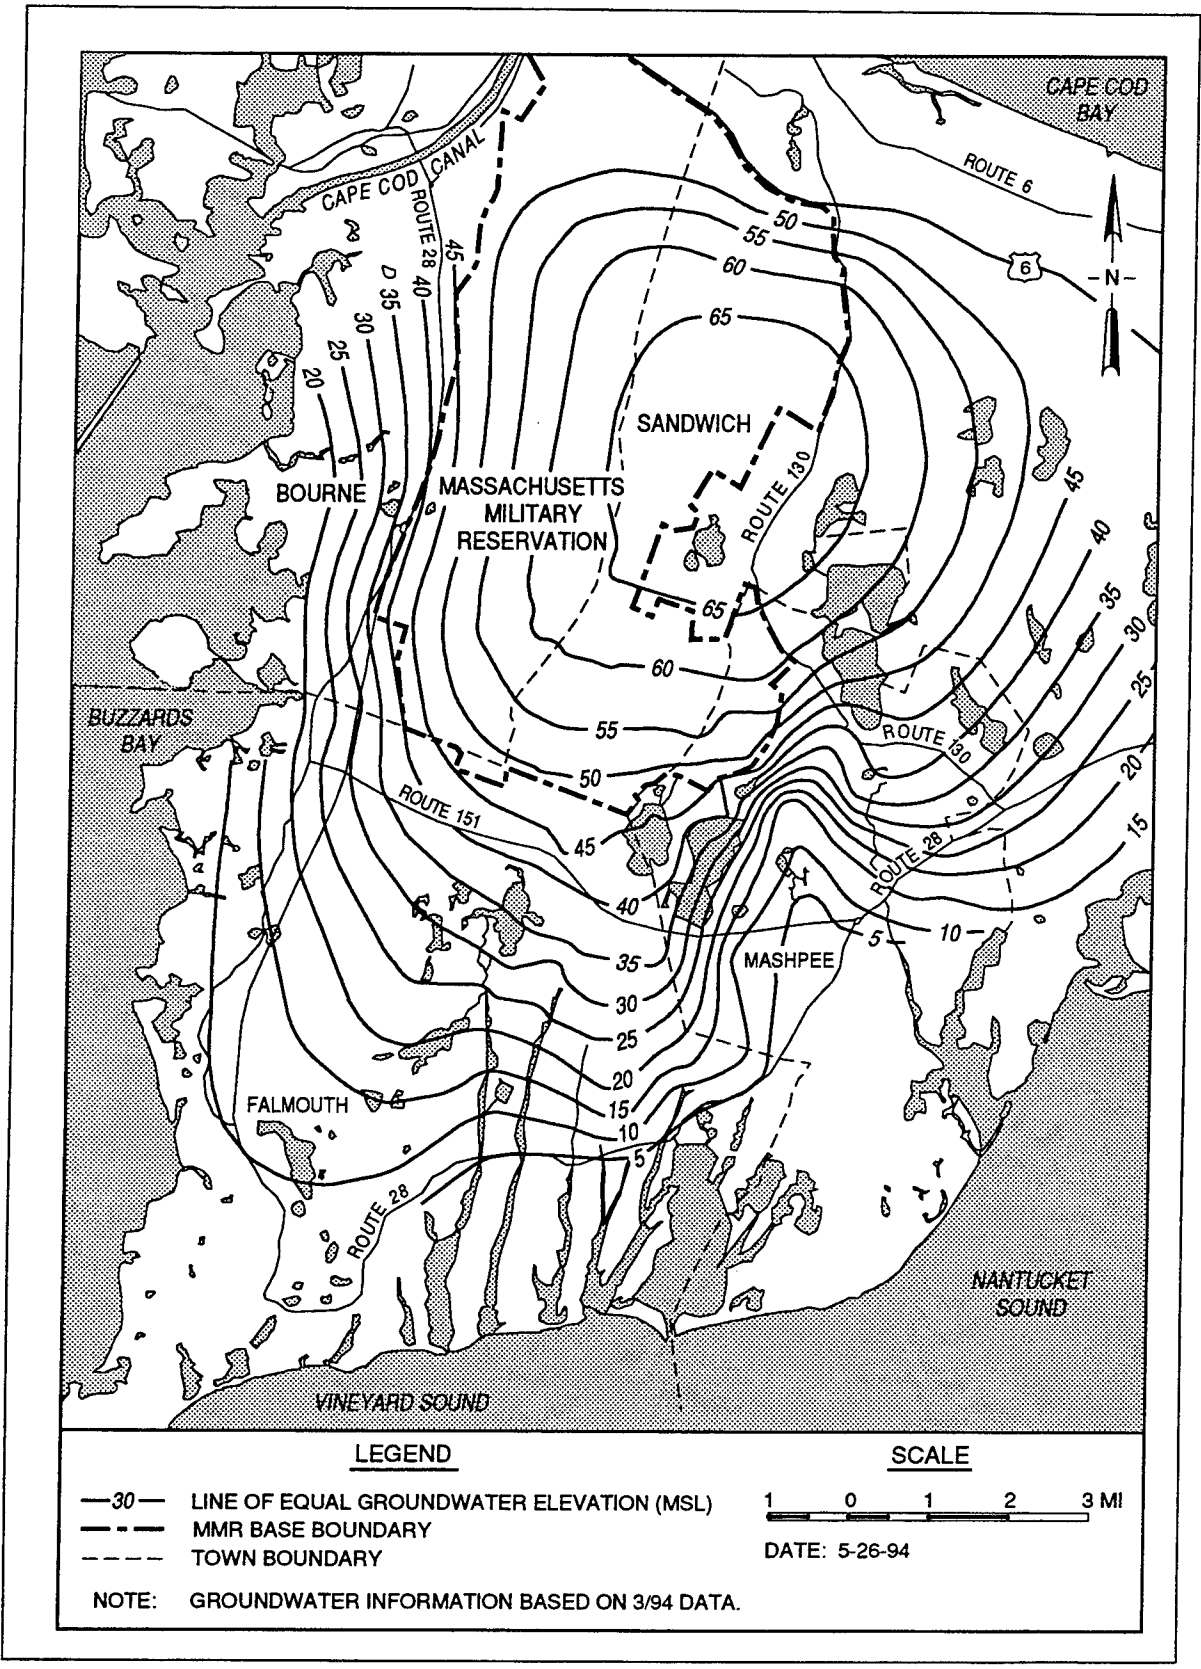 CAPE COD
BAY
ROUTE 6
CAPE COD CANAL
ROUTE 28
6
-N-
50
55
60
65
45
40
35
D
30
25
20
SANDWICH
BOURNE
MASSACHUSETTS
MILITARY
RESERVATION
ROUTE 130
45
40
35
30
25
20
15
65
60
55
50
45
40
35
30
25
20
15
10
5
BUZZARDS
BAY
ROUTE 130
ROUTE 151
ROUTE 28
5
10
MASHPEE
FALMOUTH
ROUTE 28
NANTUCKET
SOUND
VINEYARD SOUND
LEGEND
30 LINE OF EQUAL GROUNDWATER ELEVATION (MSL)
MMR BASE BOUNDARY
TOWN BOUNDARY
NOTE: GROUNDWATER INFORMATION BASED ON 3/94 DATA.
SCALE
1 0 1 2 3 MI
DATE: 5-26-94